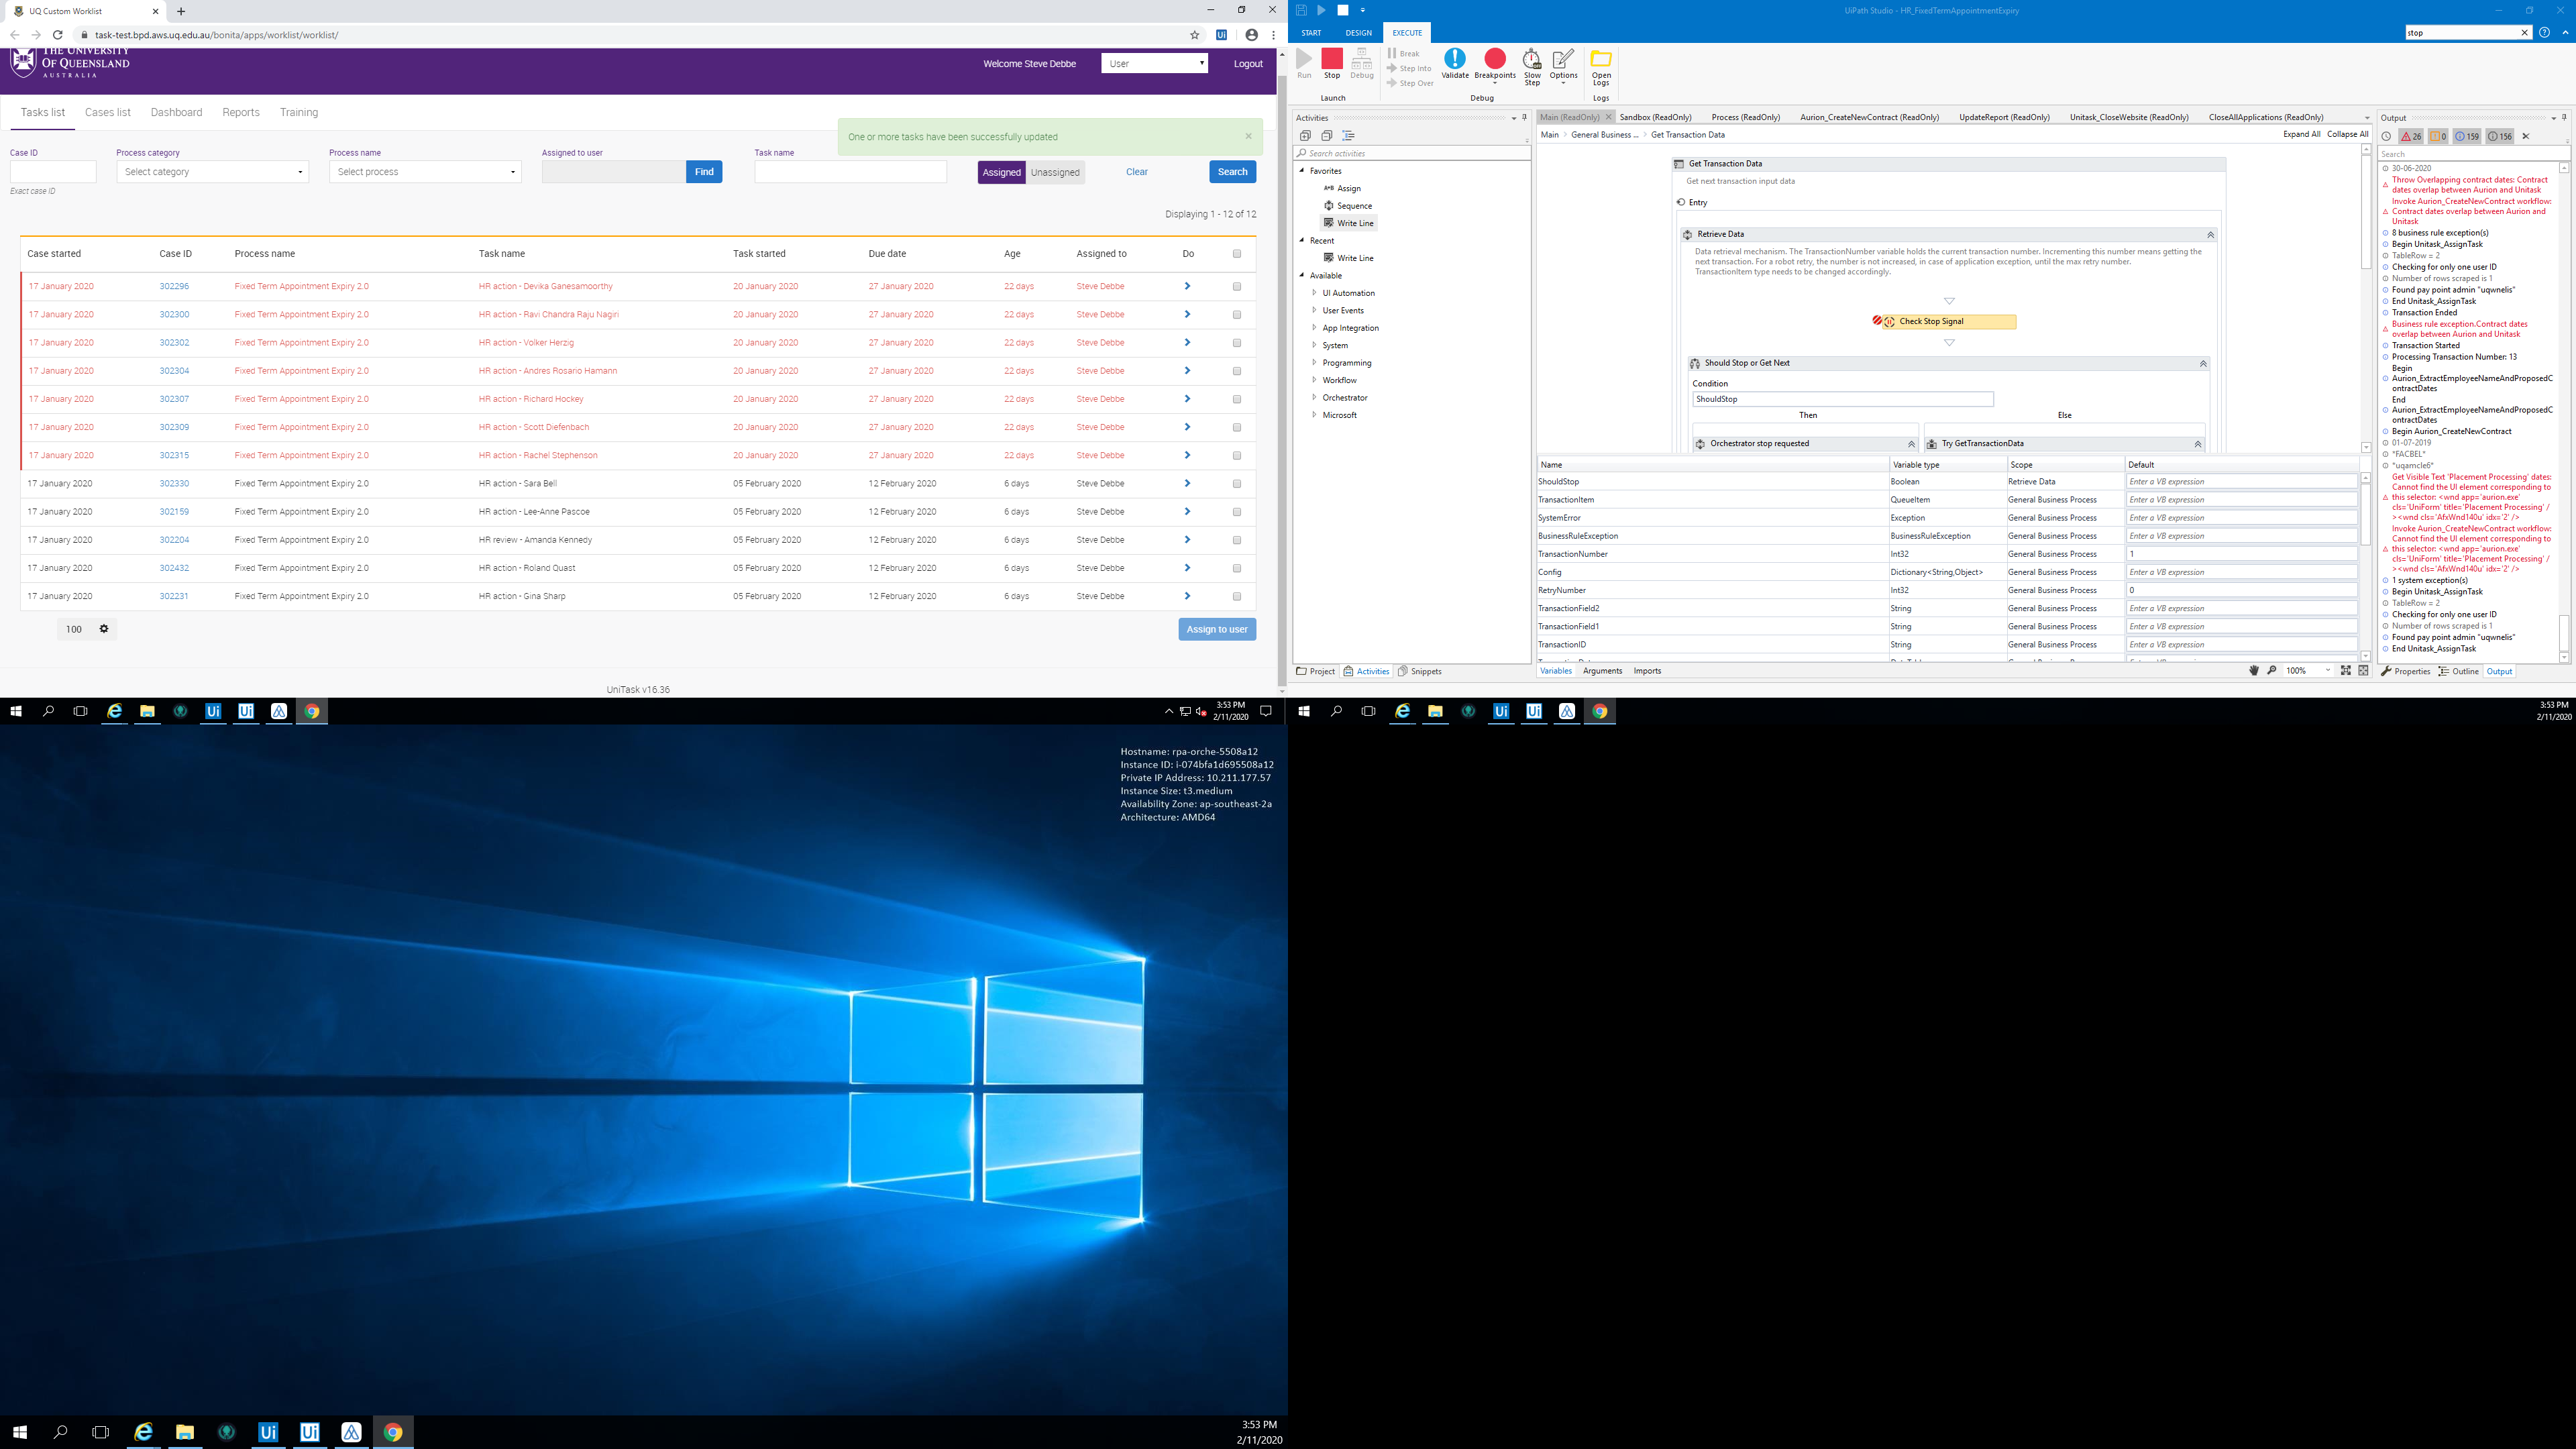 UQ Custom Worklist
task-test.bpd.aws.uq.edu.au/bonita/apps/worklist/worklist/
THE UNIVERSITY
OF QUEENSLAND
AUSTRALIA
Welcome Steve Debbe
User
Logout
Tasks list Cases list Dashboard Reports Training
One or more tasks have been successfully updated
Case ID Process category Process name Assigned to user Task name
Select category Select process Find Assigned Unassigned Clear Search
Exact case ID
Displaying 1 - 12 of 12
Case started Case ID Process name Task name Task started Due date Age Assigned to Do
17 January 2020 302296 Fixed Term Appointment Expiry 2.0 HR action - Devika Ganesamoorthy 20 January 2020 27 January 2020 22 days Steve Debbe
17 January 2020 302300 Fixed Term Appointment Expiry 2.0 HR action - Ravi Chandra Raju Nagiri 20 January 2020 27 January 2020 22 days Steve Debbe
17 January 2020 302302 Fixed Term Appointment Expiry 2.0 HR action - Volker Herzig 20 January 2020 27 January 2020 22 days Steve Debbe
17 January 2020 302304 Fixed Term Appointment Expiry 2.0 HR action - Andres Rosario Hamann 20 January 2020 27 January 2020 22 days Steve Debbe
17 January 2020 302307 Fixed Term Appointment Expiry 2.0 HR action - Richard Hockey 20 January 2020 27 January 2020 22 days Steve Debbe
17 January 2020 302309 Fixed Term Appointment Expiry 2.0 HR action - Scott Diefenbach 20 January 2020 27 January 2020 22 days Steve Debbe
17 January 2020 302315 Fixed Term Appointment Expiry 2.0 HR action - Rachel Stephenson 20 January 2020 27 January 2020 22 days Steve Debbe
17 January 2020 302330 Fixed Term Appointment Expiry 2.0 HR action - Sara Bell 05 February 2020 12 February 2020 6 days Steve Debbe
17 January 2020 302159 Fixed Term Appointment Expiry 2.0 HR action - Lee-Anne Pascoe 05 February 2020 12 February 2020 6 days Steve Debbe
17 January 2020 302204 Fixed Term Appointment Expiry 2.0 HR review - Amanda Kennedy 05 February 2020 12 February 2020 6 days Steve Debbe
17 January 2020 302432 Fixed Term Appointment Expiry 2.0 HR action - Roland Quast 05 February 2020 12 February 2020 6 days Steve Debbe
17 January 2020 302231 Fixed Term Appointment Expiry 2.0 HR action - Gina Sharp 05 February 2020 12 February 2020 6 days Steve Debbe
100
Assign to user
UniTask v16.36
3:53 PM
2/11/2020
UiPath Studio - HR_FixedTermAppointmentExpiry
START DESIGN EXECUTE
stop
Run Stop Debug
Break
Step Into
Step Over
Validate Breakpoints Slow Step Options Open Logs
Launch Debug Logs
Activities
Search activities
Favorites
Assign
Sequence
Write Line
Recent
Write Line
Available
UI Automation
User Events
App Integration
System
Programming
Workflow
Orchestrator
Microsoft
Project Activities Snippets
Main (ReadOnly) Sandbox (ReadOnly) Process (ReadOnly) Aurion_CreateNewContract (ReadOnly) UpdateReport (ReadOnly) Unitask_CloseWebsite (ReadOnly) CloseAllApplications (ReadOnly)
Main > General Business ... > Get Transaction Data
Expand All Collapse All
Get Transaction Data
Get next transaction input data
Entry
Retrieve Data
Data retrieval mechanism. The TransactionNumber variable holds the current transaction number. Incrementing this number means getting the
next transaction. For a robot retry, the number is not increased, in case of application exception, until the max retry number.
TransactionItem type needs to be changed accordingly.
Check Stop Signal
Should Stop or Get Next
Condition
ShouldStop
Then Else
Orchestrator stop requested Try GetTransactionData
Name Variable type Scope Default
ShouldStop Boolean Retrieve Data Enter a VB expression
TransactionItem QueueItem General Business Process Enter a VB expression
SystemError Exception General Business Process Enter a VB expression
BusinessRuleException BusinessRuleException General Business Process Enter a VB expression
TransactionNumber Int32 General Business Process 1
Config Dictionary<String,Object> General Business Process Enter a VB expression
RetryNumber Int32 General Business Process 0
TransactionField2 String General Business Process Enter a VB expression
TransactionField1 String General Business Process Enter a VB expression
TransactionID String General Business Process Enter a VB expression
Variables Arguments Imports
100%
Output
26 0 159 156
Search
30-06-2020
Throw Overlapping contract dates: Contract
dates overlap between Aurion and Unitask
Invoke Aurion_CreateNewContract workflow:
Contract dates overlap between Aurion and
Unitask
8 business rule exception(s)
Begin Unitask_AssignTask
TableRow = 2
Checking for only one user ID
Number of rows scraped is 1
Found pay point admin "uqwnelis"
End Unitask_AssignTask
Transaction Ended
Business rule exception.Contract dates
overlap between Aurion and Unitask
Transaction Started
Processing Transaction Number: 13
Begin
Aurion_ExtractEmployeeNameAndProposedC
ontractDates
End
Aurion_ExtractEmployeeNameAndProposedC
ontractDates
Begin Aurion_CreateNewContract
01-07-2019
*FACBEL*
*uqamcle6*
Get Visible Text 'Placement Processing' dates:
Cannot find the UI element corresponding to
this selector: <wnd app='aurion.exe'
cls='UniForm' title='Placement Processing' /
><wnd cls='AfxWnd140u' idx='2' />
Invoke Aurion_CreateNewContract workflow:
Cannot find the UI element corresponding to
this selector: <wnd app='aurion.exe'
cls='UniForm' title='Placement Processing' /
><wnd cls='AfxWnd140u' idx='2' />
1 system exception(s)
Begin Unitask_AssignTask
TableRow = 2
Checking for only one user ID
Number of rows scraped is 1
Found pay point admin "uqwnelis"
End Unitask_AssignTask
Properties Outline Output
3:53 PM
2/11/2020
Hostname: rpa-orche-5508a12
Instance ID: i-074bfa1d695508a12
Private IP Address: 10.211.177.57
Instance Size: t3.medium
Availability Zone: ap-southeast-2a
Architecture: AMD64
3:53 PM
2/11/2020